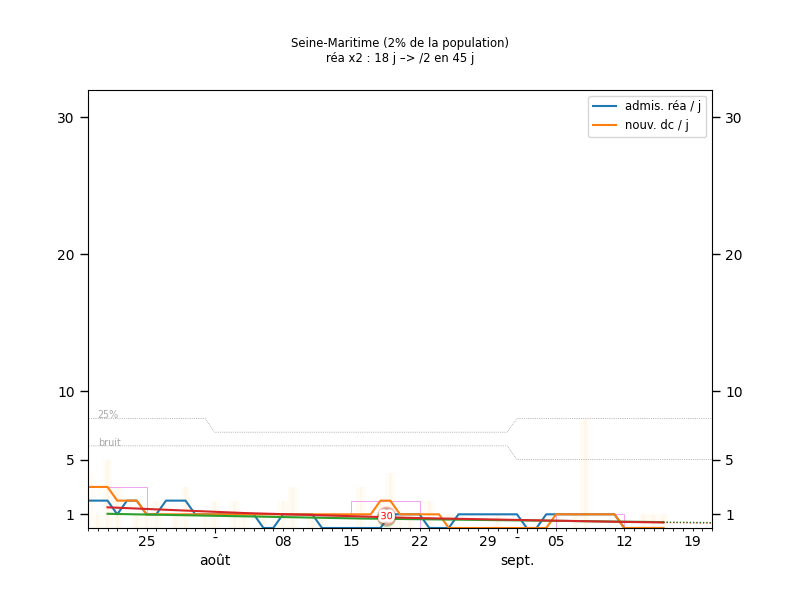 Seine-Maritime (2% de la population)
réa x2 : 18 j –> /2 en 45 j
admis. réa / j
nouv. dc / j
30 30
20 20
10 10
25%
bruit
5 5
1 1
30
25 - 08 15 22 29 - 05 12 19
août sept.